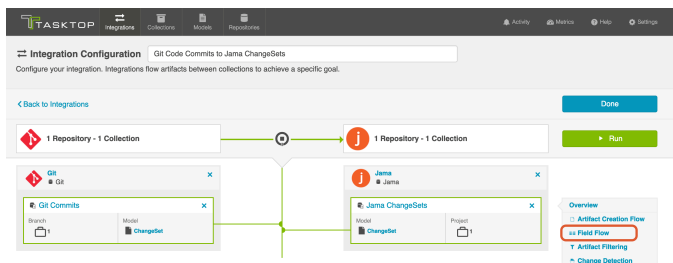 TASKTOP
Integrations
Collections
Models
Repositories
Activity
Metrics
Help
Settings
Integration Configuration
Git Code Commits to Jama ChangeSets
Configure your integration. Integrations flow artifacts between collections to achieve a specific goal.
Back to Integrations
Done
1 Repository - 1 Collection
1 Repository - 1 Collection
Run
Git
Git
Jama
Jama
Git Commits
Branch
1
Model
ChangeSet
Jama ChangeSets
Model
ChangeSet
Project
1
Overview
Artifact Creation Flow
Field Flow
Artifact Filtering
Change Detection